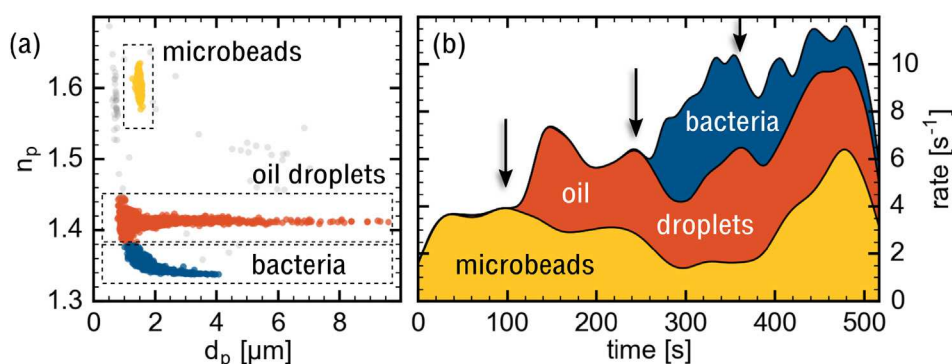 (a)
microbeads
oil droplets
bacteria
n_p
1.6
1.5
1.4
1.3
0 2 4 6 8
d_p [μm]
(b)
bacteria
oil
droplets
microbeads
0 100 200 300 400 500
time [s]
10
8
6
4
2
0
rate [s⁻¹]